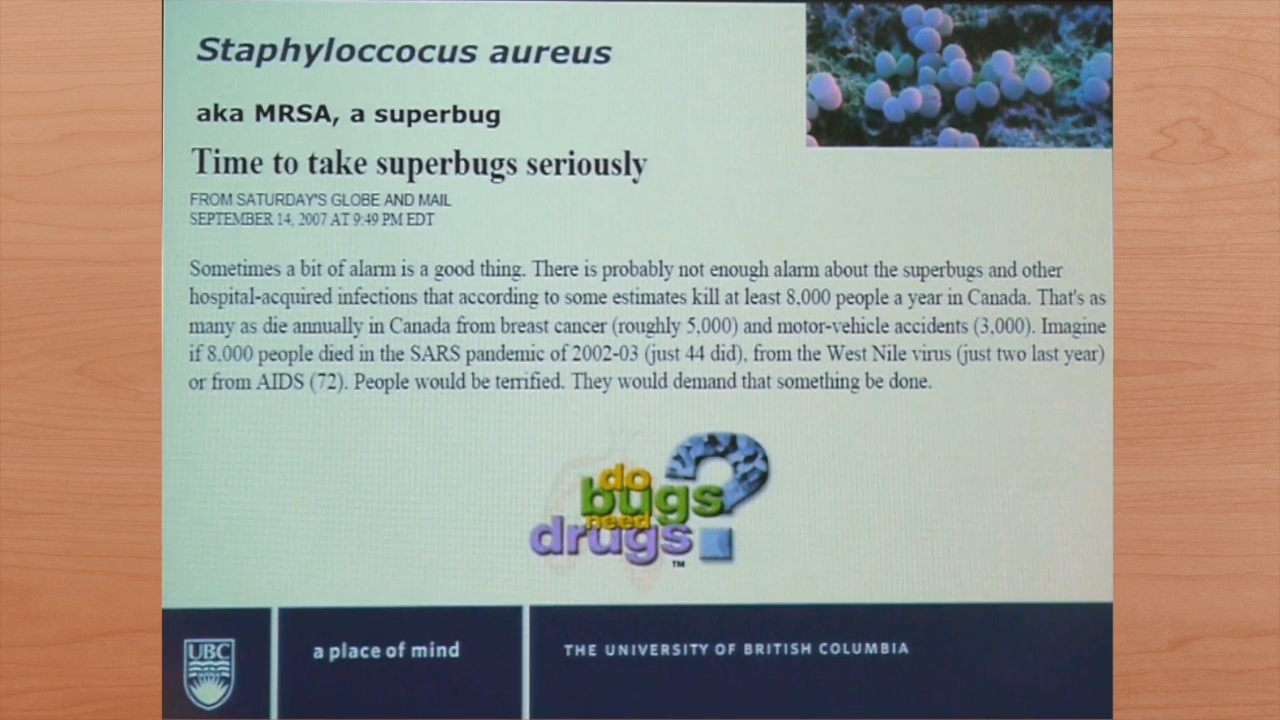 Staphyloccocus aureus
aka MRSA, a superbug
Time to take superbugs seriously
FROM SATURDAY'S GLOBE AND MAIL
SEPTEMBER 14, 2007 AT 9:49 PM EDT
Sometimes a bit of alarm is a good thing. There is probably not enough alarm about the superbugs and other
hospital-acquired infections that according to some estimates kill at least 8,000 people a year in Canada. That's as
many as die annually in Canada from breast cancer (roughly 5,000) and motor-vehicle accidents (3,000). Imagine
if 8,000 people died in the SARS pandemic of 2002-03 (just 44 did), from the West Nile virus (just two last year)
or from AIDS (72). People would be terrified. They would demand that something be done.
do
bugs
need
drugs?
™
UBC
a place of mind
THE UNIVERSITY OF BRITISH COLUMBIA